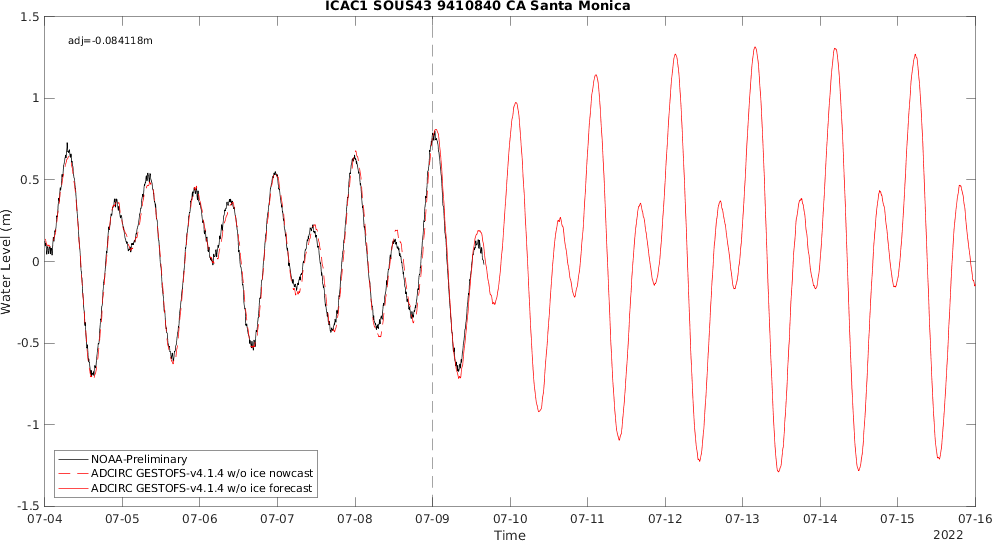 ICAC1 SOUS43 9410840 CA Santa Monica
adj=-0.084118m
1.5
1
0.5
0
-0.5
-1
-1.5
Water Level (m)
NOAA-Preliminary
ADCIRC GESTOFS-v4.1.4 w/o ice nowcast
ADCIRC GESTOFS-v4.1.4 w/o ice forecast
07-04 07-05 07-06 07-07 07-08 07-09 07-10 07-11 07-12 07-13 07-14 07-15 07-16
Time
2022